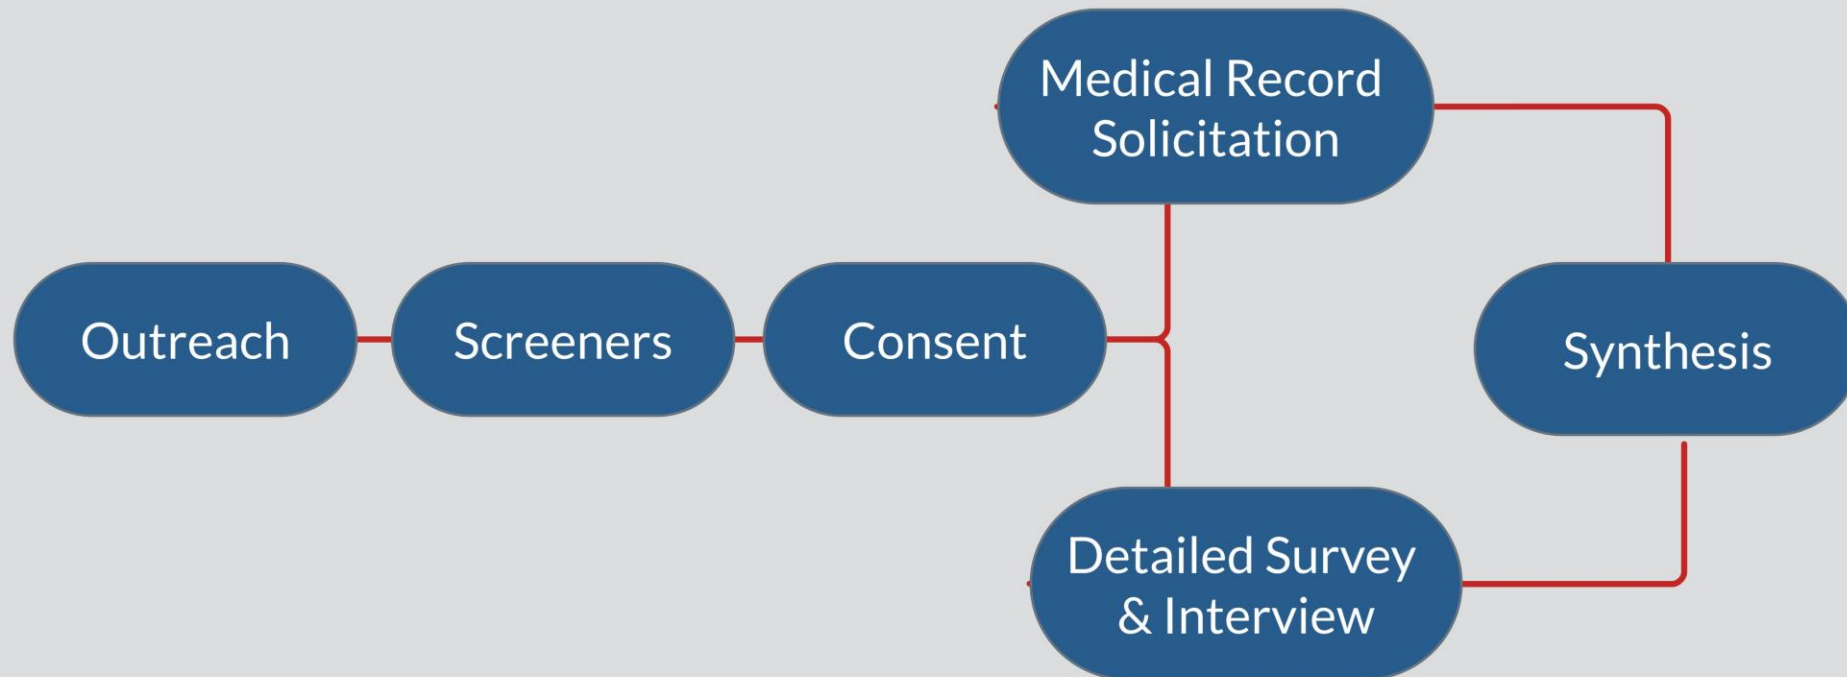 Outreach
Screeners
Consent
Medical Record
Solicitation
Detailed Survey
& Interview
Synthesis